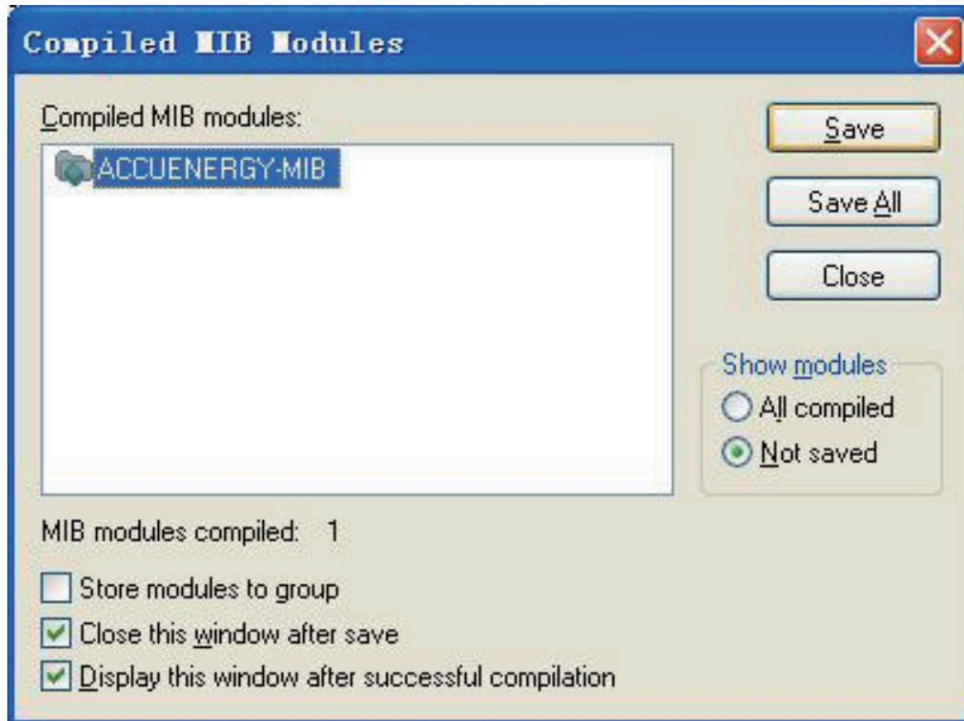 Compiled MIB Modules
Compiled MIB modules:
ACCUENERGY-MIB
Save
Save All
Close
Show modules
All compiled
Not saved
MIB modules compiled: 1
Store modules to group
Close this window after save
Display this window after successful compilation